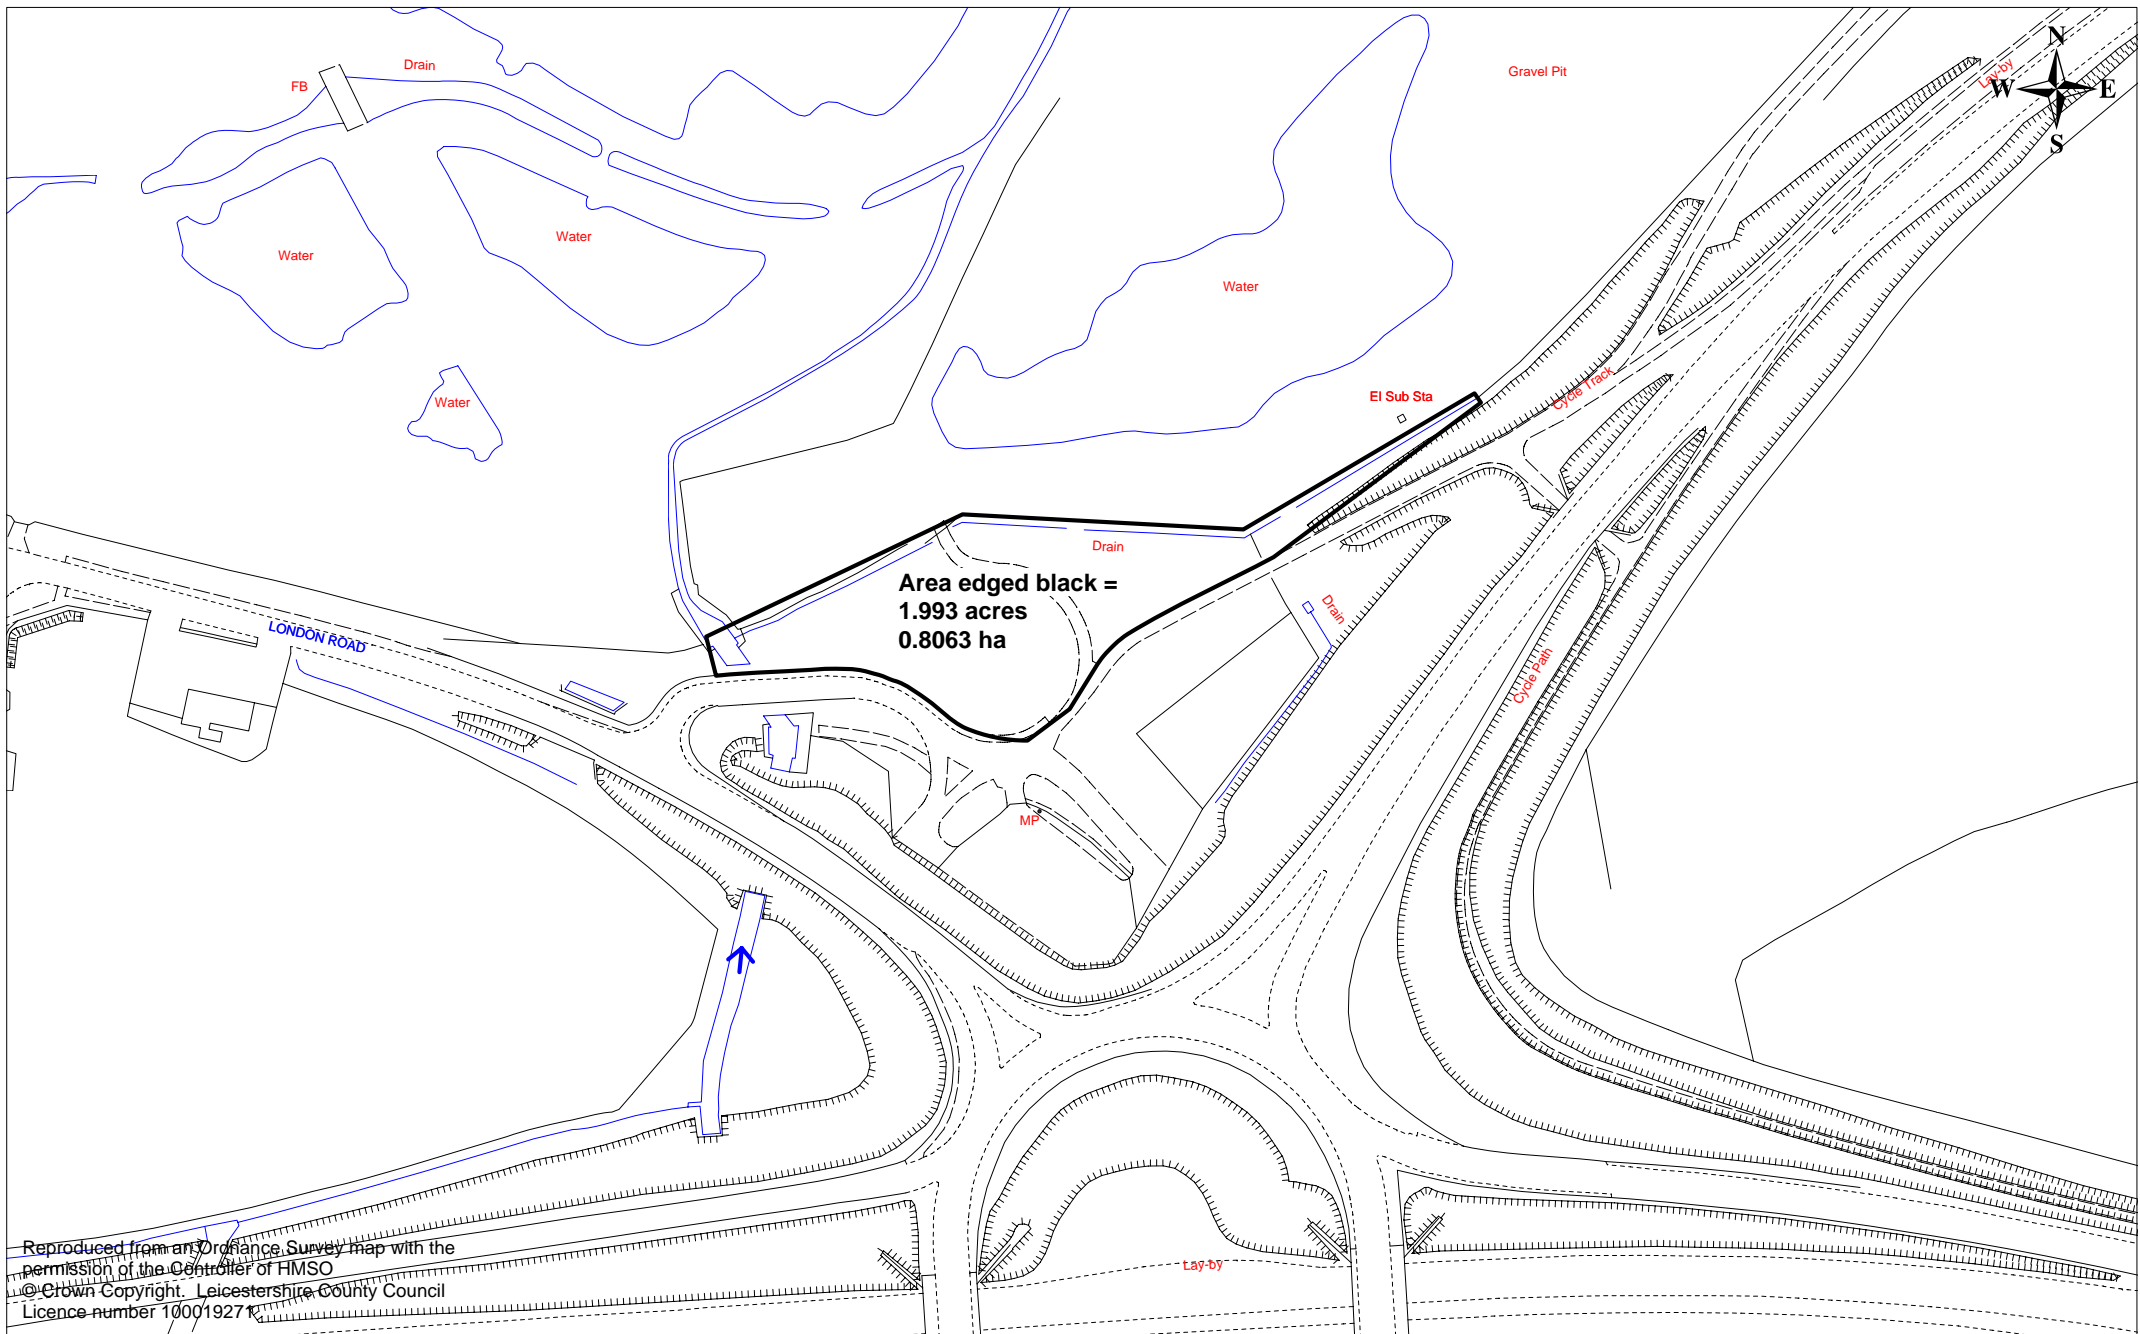 Drain
FB
Gravel Pit
Lay-by
N
W
E
S
Water
Water
Water
Water
El Sub Sta
Cycle Track
Drain
Area edged black =
1.993 acres
0.8063 ha
Drain
LONDON ROAD
Cycle Path
MP
Lay-by
Reproduced from an Ordnance Survey map with the
permission of the Controller of HMSO
© Crown Copyright. Leicestershire County Council
Licence number 100019271